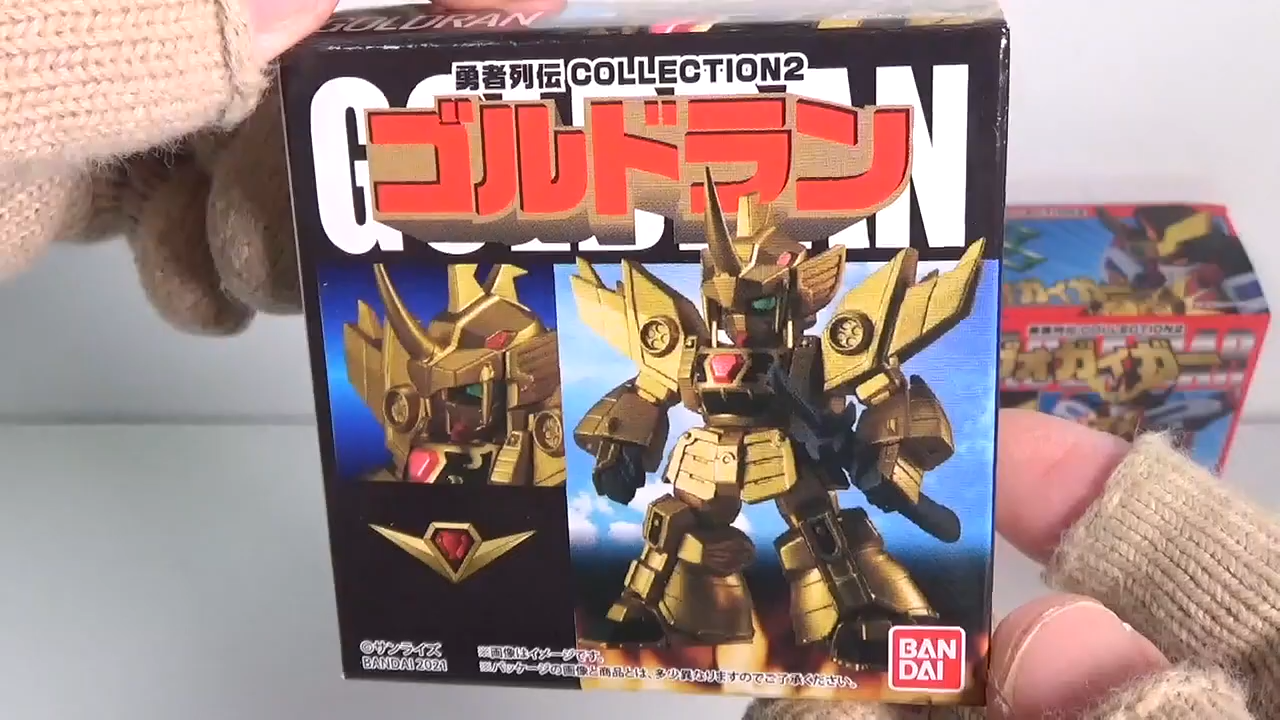 GOLDRAN
勇者列伝 COLLECTION2
GOLDRAN
ゴルドラン
©サンライズ
BANDAI 2021
※画像はイメージです。
※パッケージの画像と商品とは、多少異なりますのでご了承ください。
BAN
DAI
COLLECTION2